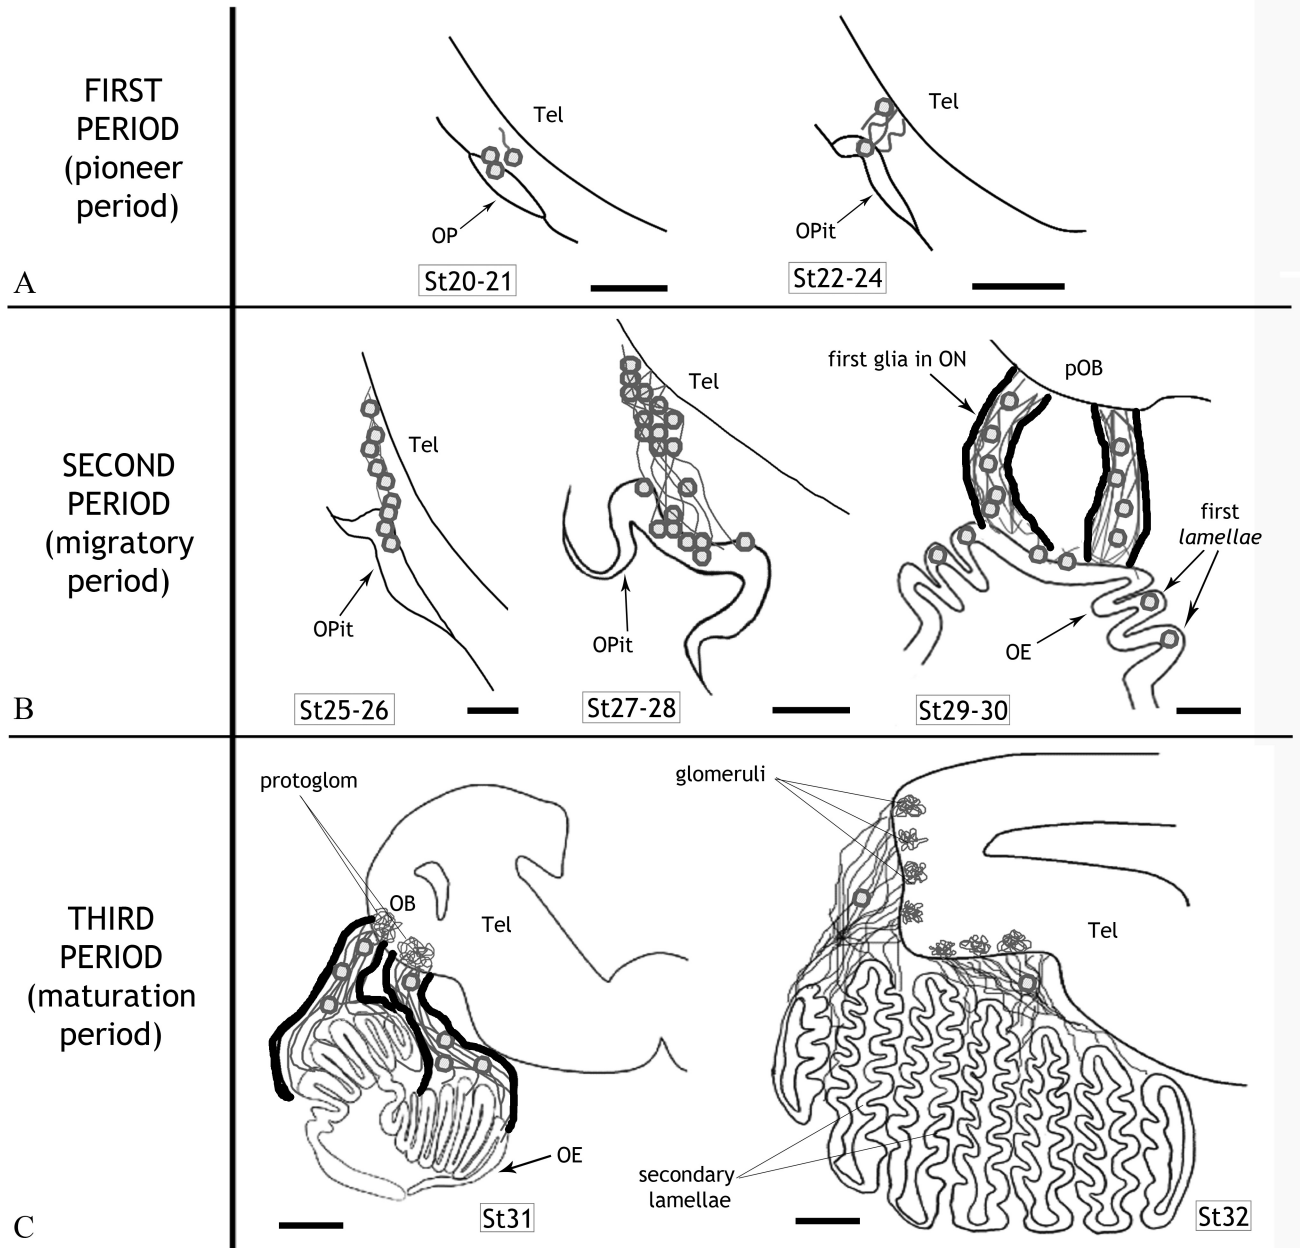 FIRST
PERIOD
(pioneer
period)
A
Tel
OP
St20-21
Tel
OPit
St22-24
SECOND
PERIOD
(migratory
period)
B
Tel
OPit
St25-26
Tel
OPit
St27-28
first glia in ON
pOB
first
lamellae
OE
St29-30
THIRD
PERIOD
(maturation
period)
C
protoglom
OB
Tel
OE
St31
glomeruli
Tel
secondary
lamellae
St32